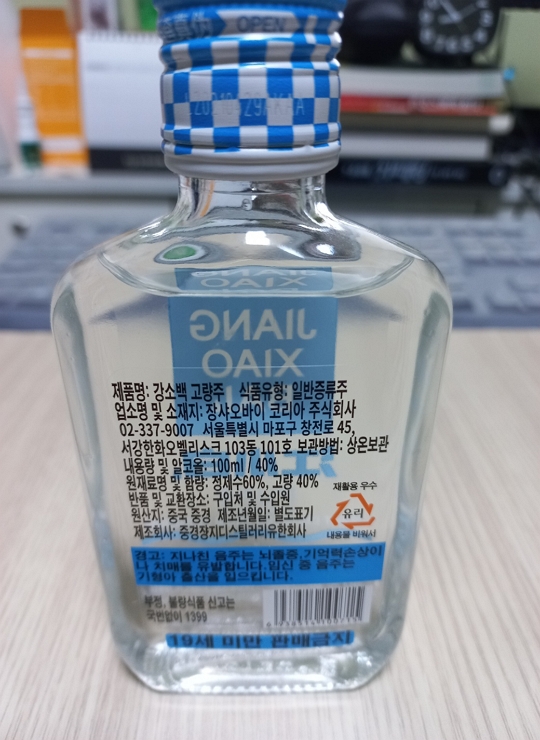 OPEN
JIANG
XIAO
제품명: 강소백 고량주 식품유형: 일반증류주
업소명 및 소재지: 장샤오바이 코리아 주식회사
02-337-9007 서울특별시 마포구 창전로 45,
서강한화오벨리스크 103동 101호 보관방법: 상온보관
내용량 및 알코올: 100ml / 40%
원재료명 및 함량: 정제수60%, 고량 40%
반품 및 교환장소: 구입처 및 수입원
원산지: 중국 중경 제조년월일: 별도표기
제조회사: 중경장지디스틸러리유한회사
재활용 우수
유리
내용물 비워서
경고: 지나친 음주는 뇌졸중,기억력손상이
나 치매를 유발합니다.임신 중 음주는
기형아 출산을 일으킵니다.
부정, 불량식품 신고는
국번없이 1399
19세 미만 판매금지